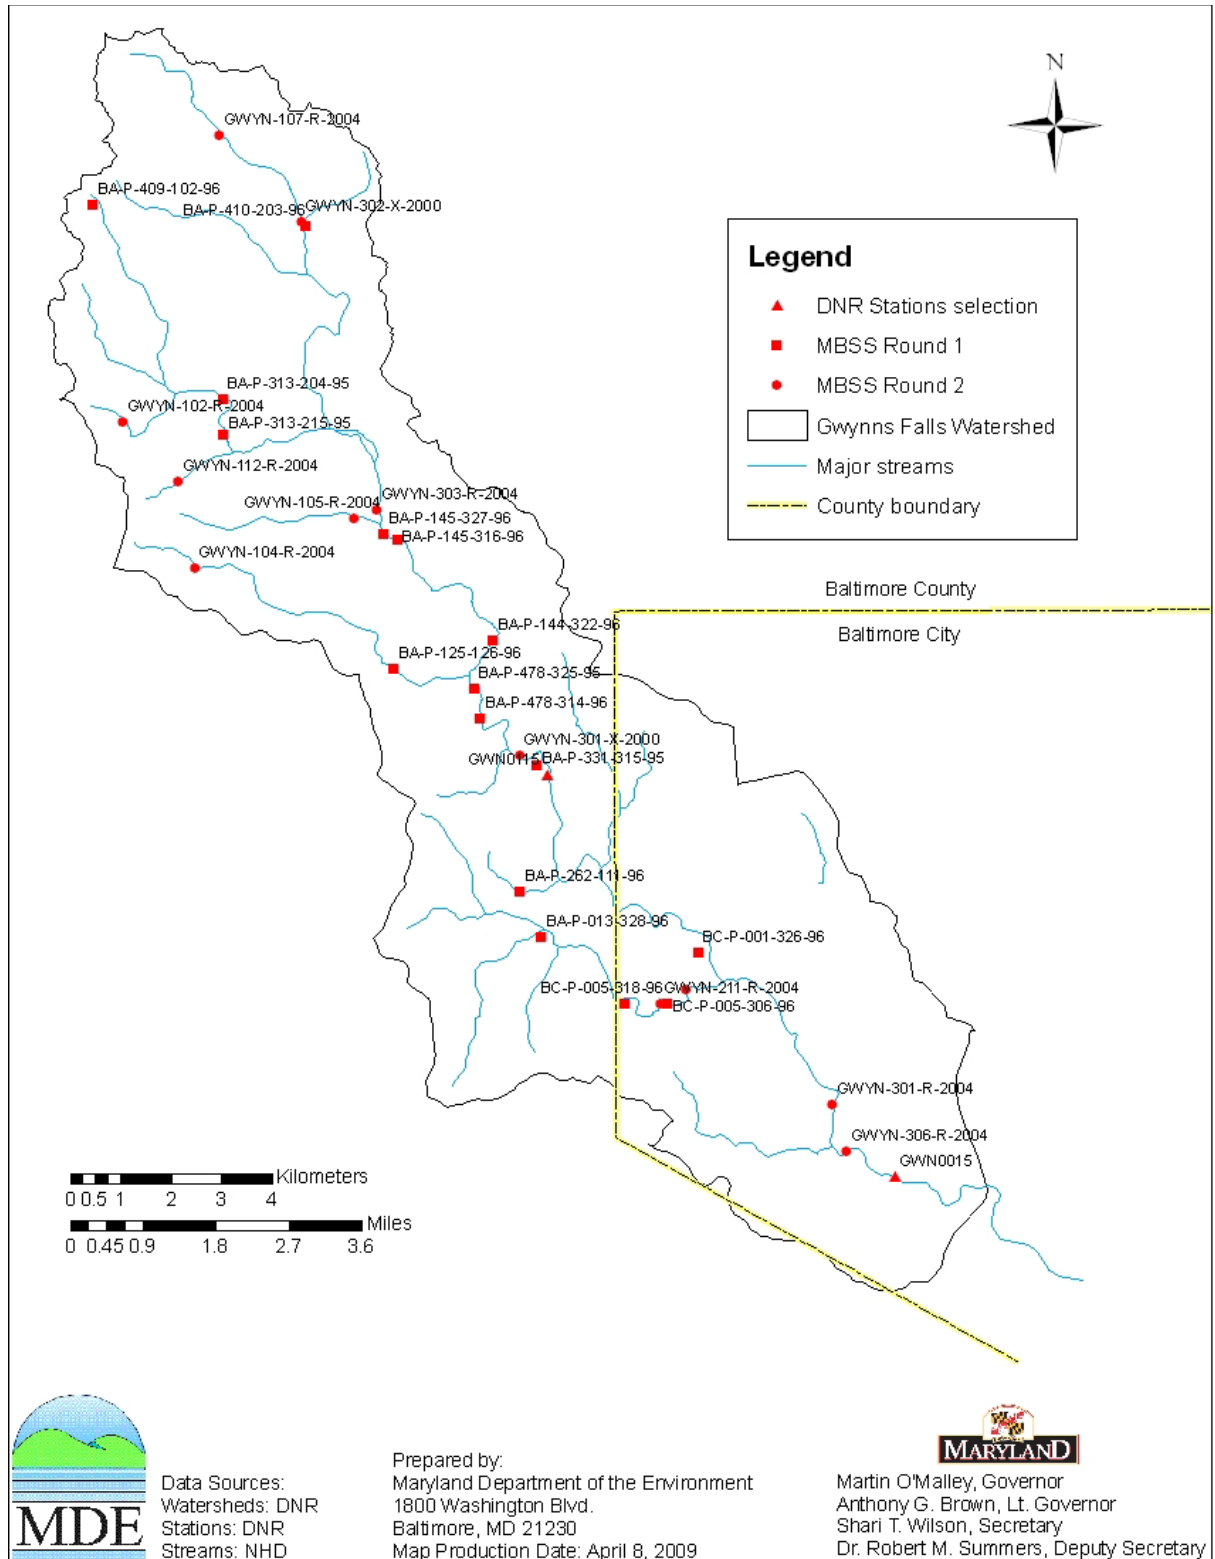 N
GWYN-107-R-2004
BA-P-409-102-96
BA-P-410-203-96
GWYN-302-X-2000
Legend
DNR Stations selection
MBSS Round 1
MBSS Round 2
Gwynns Falls Watershed
Major streams
County boundary
BA-P-313-204-95
GWYN-102-R-2004
BA-P-313-215-95
GWYN-112-R-2004
GWYN-303-R-2004
GWYN-105-R-2004
BA-P-145-327-96
BA-P-145-316-96
GWYN-104-R-2004
Baltimore County
Baltimore City
BA-P-144-322-96
BA-P-125-126-96
BA-P-478-325-95
BA-P-478-314-96
GWYN-301-X-2000
GWN0115
BA-P-331-315-95
BA-P-262-111-96
BA-P-013-328-96
BC-P-001-326-96
BC-P-005-318-96
GWYN-211-R-2004
BC-P-005-306-96
GWYN-301-R-2004
GWYN-306-R-2004
GWN0015
Kilometers
0 0.5 1 2 3 4
Miles
0 0.45 0.9 1.8 2.7 3.6
MDE
Data Sources:
Watersheds: DNR
Stations: DNR
Streams: NHD
Prepared by:
Maryland Department of the Environment
1800 Washington Blvd.
Baltimore, MD 21230
Map Production Date: April 8, 2009
MARYLAND
Martin O'Malley, Governor
Anthony G. Brown, Lt. Governor
Shari T. Wilson, Secretary
Dr. Robert M. Summers, Deputy Secretary